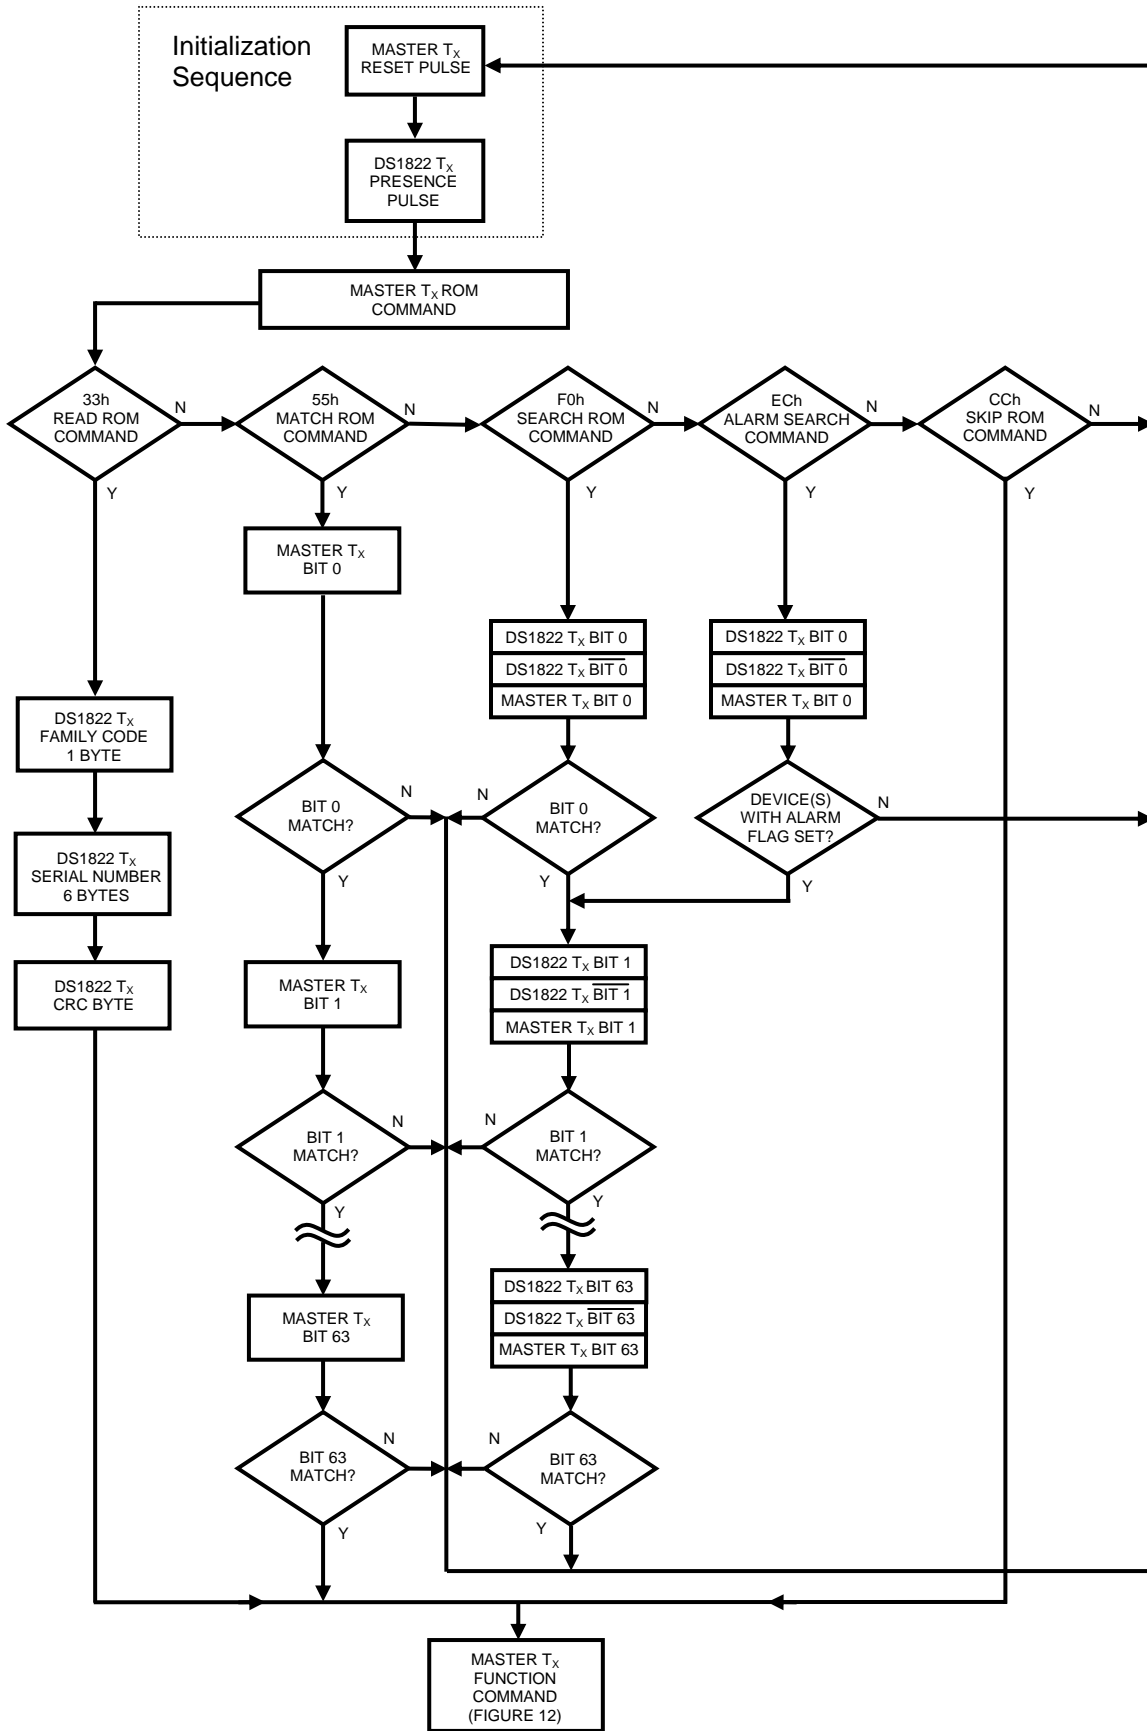 Initialization
Sequence
MASTER TX
RESET PULSE
DS1822 TX
PRESENCE
PULSE
MASTER TX ROM
COMMAND
33h
READ ROM
COMMAND
N
Y
55h
MATCH ROM
COMMAND
N
Y
F0h
SEARCH ROM
COMMAND
N
Y
ECh
ALARM SEARCH
COMMAND
N
Y
CCh
SKIP ROM
COMMAND
N
Y
DS1822 TX
FAMILY CODE
1 BYTE
DS1822 TX
SERIAL NUMBER
6 BYTES
DS1822 TX
CRC BYTE
MASTER TX
BIT 0
BIT 0
MATCH?
N
Y
MASTER TX
BIT 1
BIT 1
MATCH?
N
Y
MASTER TX
BIT 63
BIT 63
MATCH?
N
Y
DS1822 TX BIT 0
DS1822 TX BIT 0
MASTER TX BIT 0
N
BIT 0
MATCH?
Y
DS1822 TX BIT 1
DS1822 TX BIT 1
MASTER TX BIT 1
N
BIT 1
MATCH?
Y
DS1822 TX BIT 63
DS1822 TX BIT 63
MASTER TX BIT 63
N
BIT 63
MATCH?
Y
DS1822 TX BIT 0
DS1822 TX BIT 0
MASTER TX BIT 0
DEVICE(S)
WITH ALARM
FLAG SET?
N
Y
MASTER TX
FUNCTION
COMMAND
(FIGURE 12)